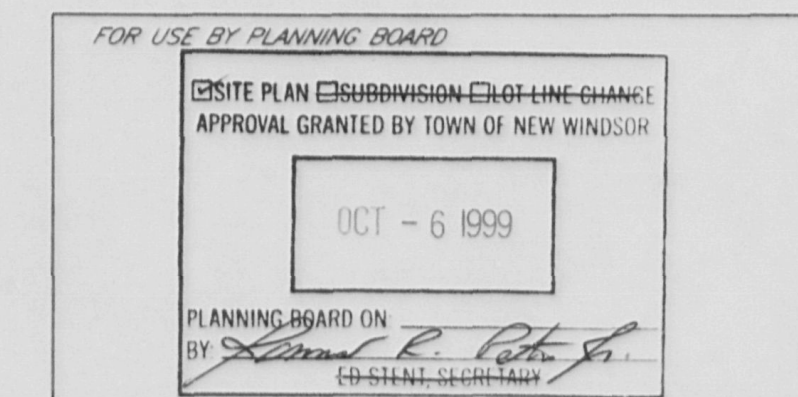 FOR USE BY PLANNING BOARD
☑SITE PLAN ☐SUBDIVISION ☐LOT LINE CHANGE
APPROVAL GRANTED BY TOWN OF NEW WINDSOR
OCT - 6 1999
PLANNING BOARD ON
BY: R.
ED STENT, SECRETARY